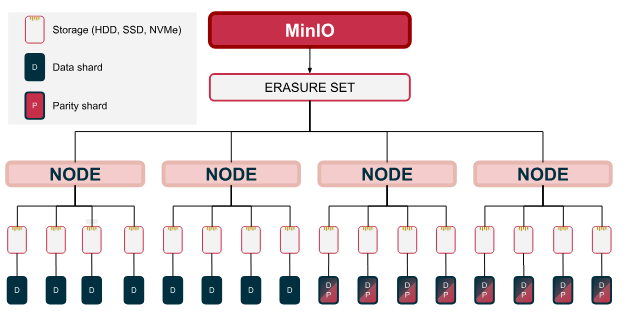 Storage (HDD, SSD, NVMe)
D
Data shard
P
Parity shard
MinIO
ERASURE SET
NODE NODE NODE NODE
D D D D D D D D D D D D D D D D
P P P P P P P P